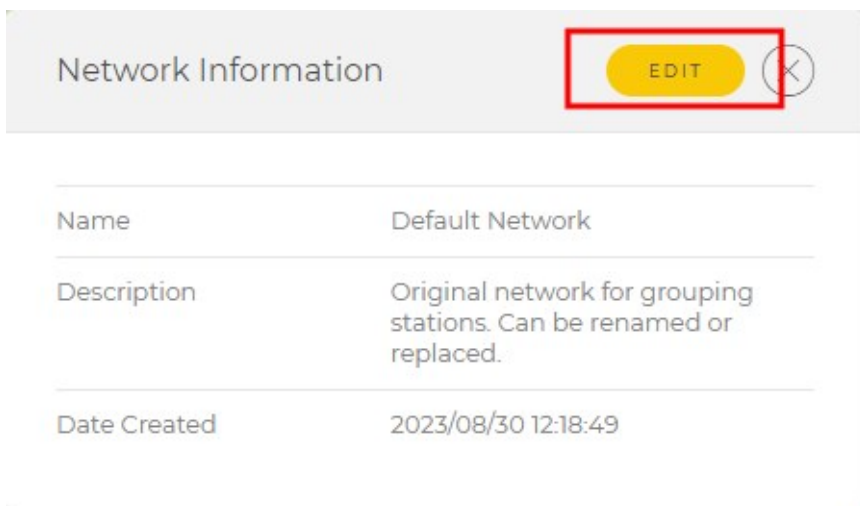 Network Information
EDIT
Name
Default Network
Description
Original network for grouping
stations. Can be renamed or
replaced.
Date Created
2023/08/30 12:18:49